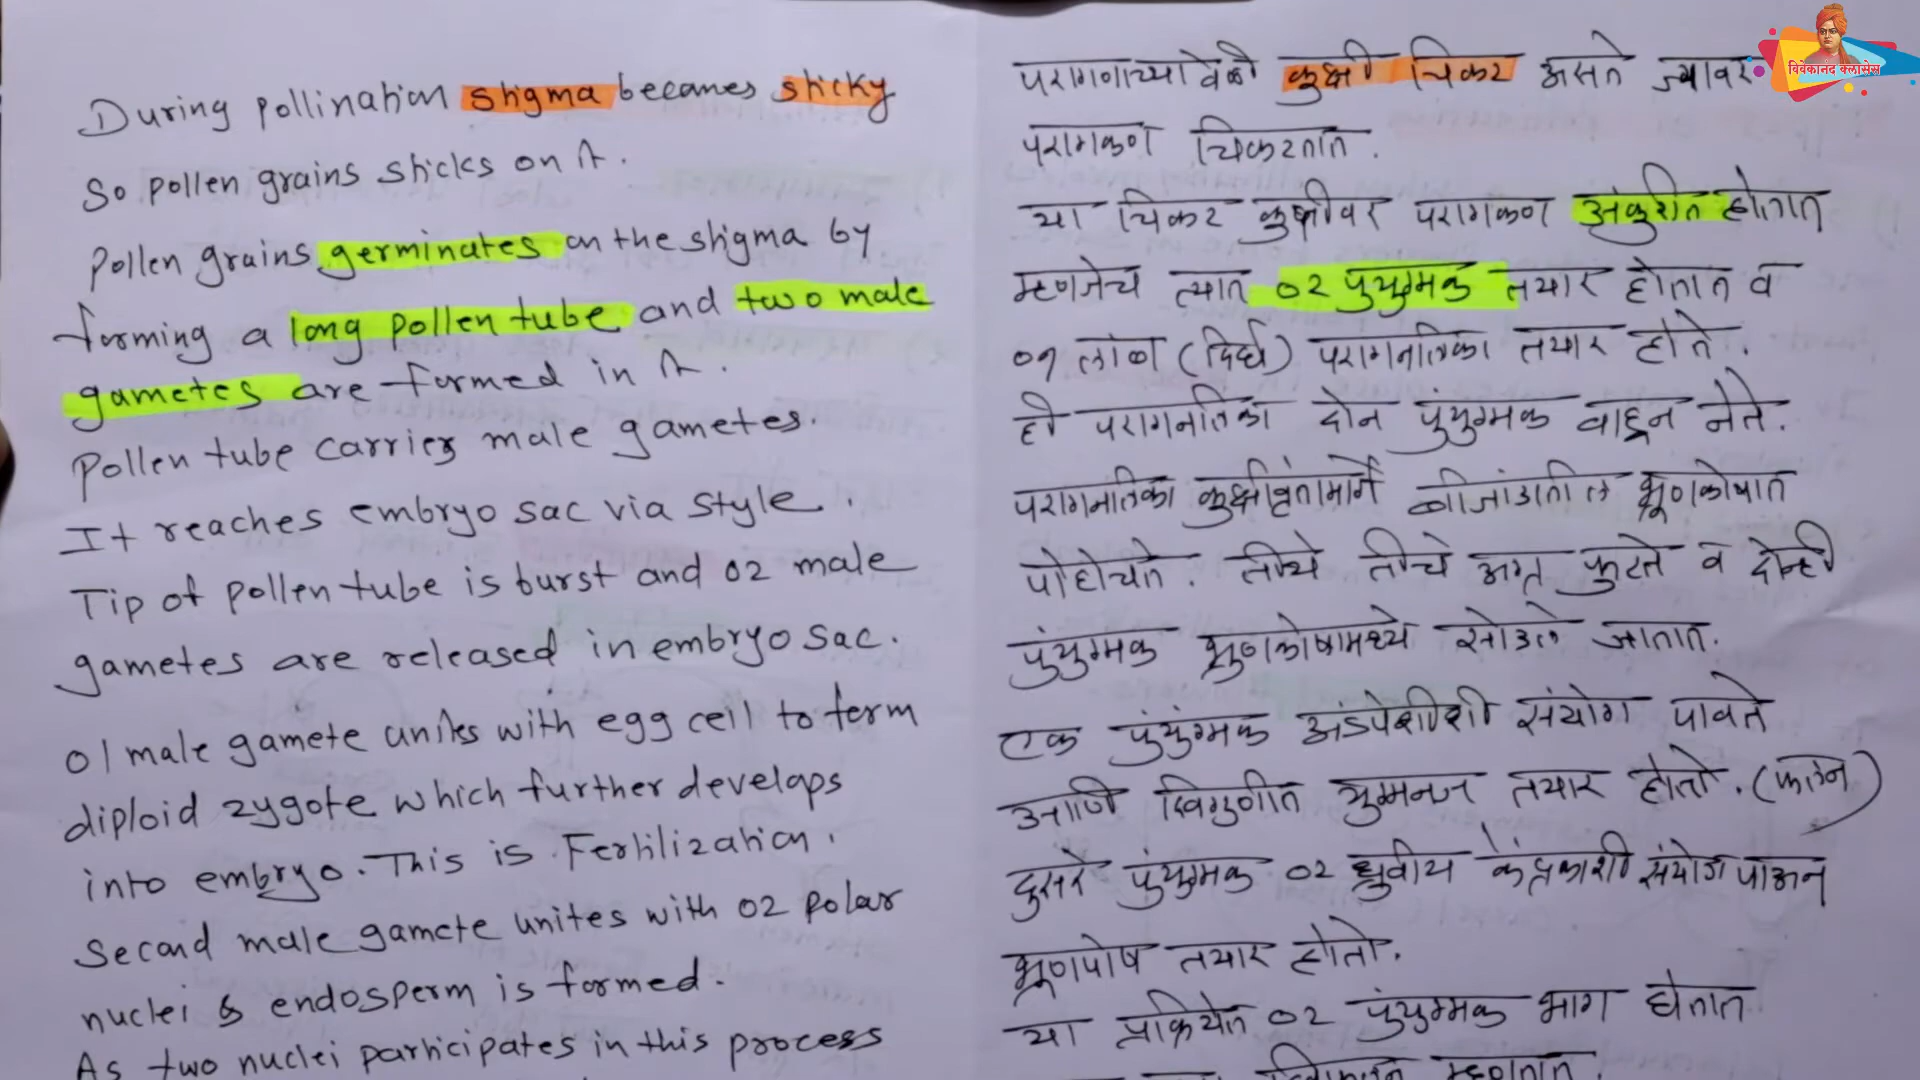 During pollination stigma becomes sticky
So pollen grains sticks on it.
Pollen grains germinates on the stigma by
forming a long pollen tube and two male
gametes are formed in it.
Pollen tube carries male gametes.
It reaches embryo sac via style.
Tip of pollen tube is burst and 02 male
gametes are released in embryo sac.
01 male gamete unites with egg cell to form
diploid zygote which further develops
into embryo. This is Fertilization.
Second male gamete unites with 02 polar
nuclei & endosperm is formed.
As two nuclei participates in this process
परागणाच्यावेळी कुक्षी चिकट असते ज्यावर
परागकण चिकटतात.
या चिकट कुक्षीवर परागकण अंकुरीत होतात
म्हणजेच त्यात 02 पुंयुग्मक तयार होतात व
०१ लांब (दिर्घ) परागनलिका तयार होते.
ही परागनलिका दोन पुंयुग्मक वाहून नेते.
परागनलिका कुक्षीवृंतामार्गे बीजांडातील भ्रूणकोषात
पोहोचते. तीथे तीचे अग्र फुटते व दोन्ही
पुंयुग्मक भ्रुणकोषामध्ये सोडले जातात.
एक पुंयुंग्मक अंडपेशीशी संयोग पावते
आणि द्विगुणीत युग्मनज तयार होतो. (फलन)
दुसरे पुंयुग्मक 02 ध्रुवीय केंद्रकाशी संयोग पाऊन
भ्रूणपोष तयार होतो.
या प्रक्रियेत 02 पुंयुग्मक भाग घेतात
म्हणतात.
विवेकानंद क्लासेस